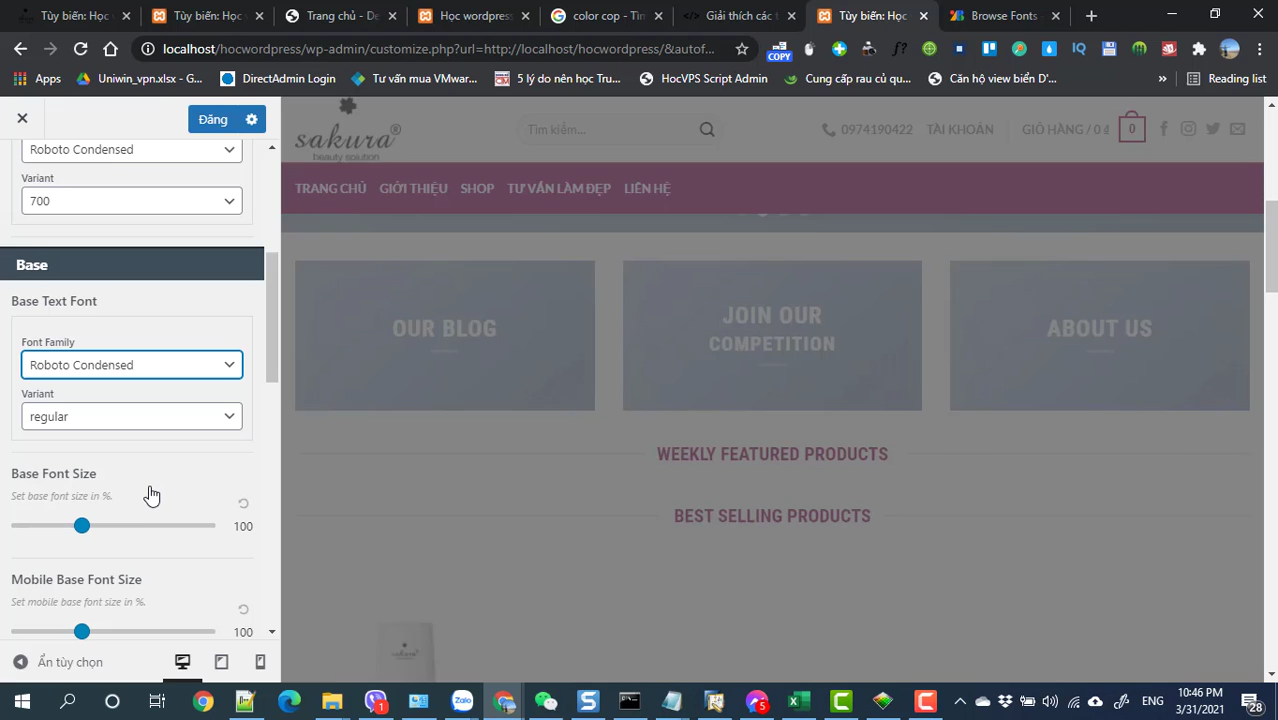 Tùy biến: Học v
Tùy biến: Học v
Trang chủ - De
Học wordpress
color cop - Tìm
Giải thích các t
Tùy biến: Học
Browse Fonts -
localhost/hocwordpress/wp-admin/customize.php?url=http://localhost/hocwordpress/&autof...
COPY
f?
IQ
Apps
Uniwin_vpn.xlsx - G...
DirectAdmin Login
Tư vấn mua VMwar...
5 lý do nên học Tru...
HocVPS Script Admin
Cung cấp rau củ qu...
Căn hộ view biển D'...
»
Reading list
Đăng
Roboto Condensed
Variant
700
Base
Base Text Font
Font Family
Roboto Condensed
Variant
regular
Base Font Size
Set base font size in %.
100
Mobile Base Font Size
Set mobile base font size in %.
100
Ẩn tùy chọn
sakura®
beauty solution
Tìm kiếm...
0974190422
TÀI KHOẢN
GIỎ HÀNG / 0 ₫
0
TRANG CHỦ
GIỚI THIỆU
SHOP
TƯ VẤN LÀM ĐẸP
LIÊN HỆ
OUR BLOG
JOIN OUR
COMPETITION
ABOUT US
WEEKLY FEATURED PRODUCTS
BEST SELLING PRODUCTS
sakura
1
5
ENG
10:46 PM
3/31/2021
28